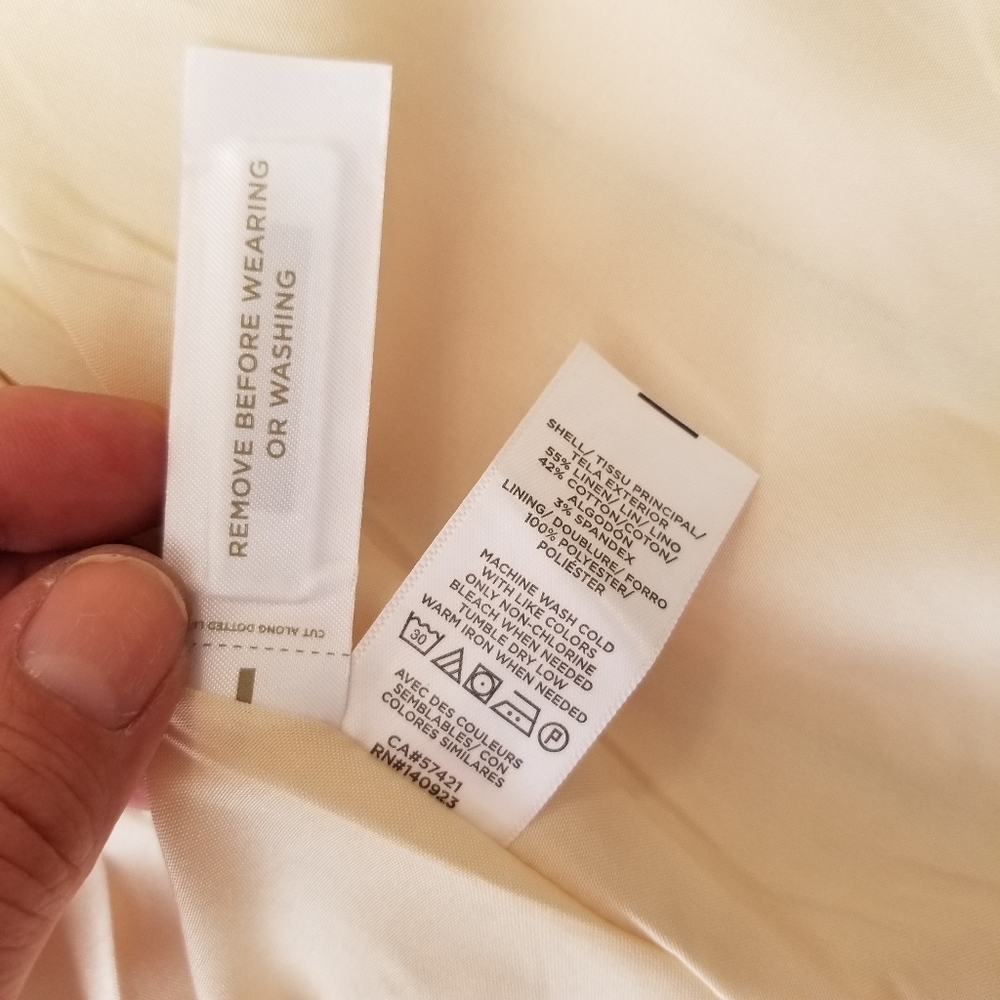 REMOVE BEFORE WEARING
OR WASHING
CUT ALONG DOTTED
SHELL/ TISSU PRINCIPAL/
TELA EXTERIOR
55% LINEN/ LIN/ LINO
42% COTTON/COTON/
ALGODÓN
3% SPANDEX
LINING/ DOUBLURE/ FORRO
100% POLYESTER/
POLIÉSTER
MACHINE WASH COLD
WITH LIKE COLORS
ONLY NON-CHLORINE
BLEACH WHEN NEEDED
TUMBLE DRY LOW
WARM IRON WHEN NEEDED
30 P
AVEC DES COULEURS
SEMBLABLES/ CON
COLORES SIMILARES
CA#57421
RN#140923